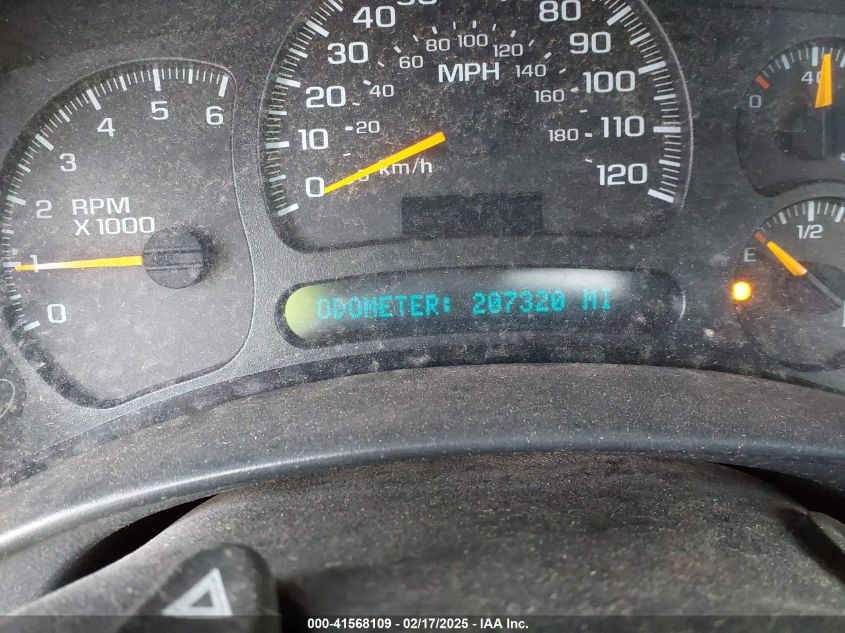 0 1 2 3 4 5 6
RPM
X1000
0 10 20 30 40 80 90 100 110 120
MPH
20 40 60 80 100 120 140 160 180
km/h
0 40
E 1/2
ODOMETER: 207320 MI
000-41568109 - 02/17/2025 - IAA Inc.